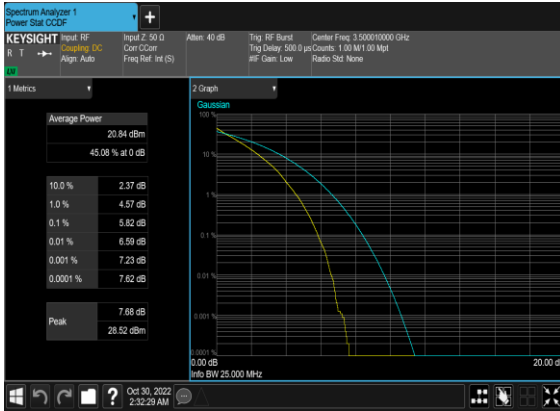 Spectrum Analyzer 1
Power Stat CCDF
KEYSIGHT
R T
Input: RF
Coupling: DC
Align: Auto
Input Z: 50 Ω
Corr CCorr
Freq Ref: Int (S)
Atten: 40 dB
Trig: RF Burst
Trig Delay: 500.0 µs
#IF Gain: Low
Center Freq: 3.500010000 GHz
Counts: 1.00 M/1.00 Mpt
Radio Std: None
1 Metrics
Average Power
20.84 dBm
45.08 % at 0 dB
10.0 % 2.37 dB
1.0 % 4.57 dB
0.1 % 5.82 dB
0.01 % 6.59 dB
0.001 % 7.23 dB
0.0001 % 7.62 dB
Peak
7.68 dB
28.52 dBm
2 Graph
Gaussian
100 %
10 %
1 %
0.1 %
0.01 %
0.001 %
0.0001 %
0.00 dB
20.00 d
Info BW 25.000 MHz
?
Oct 30, 2022
2:32:29 AM